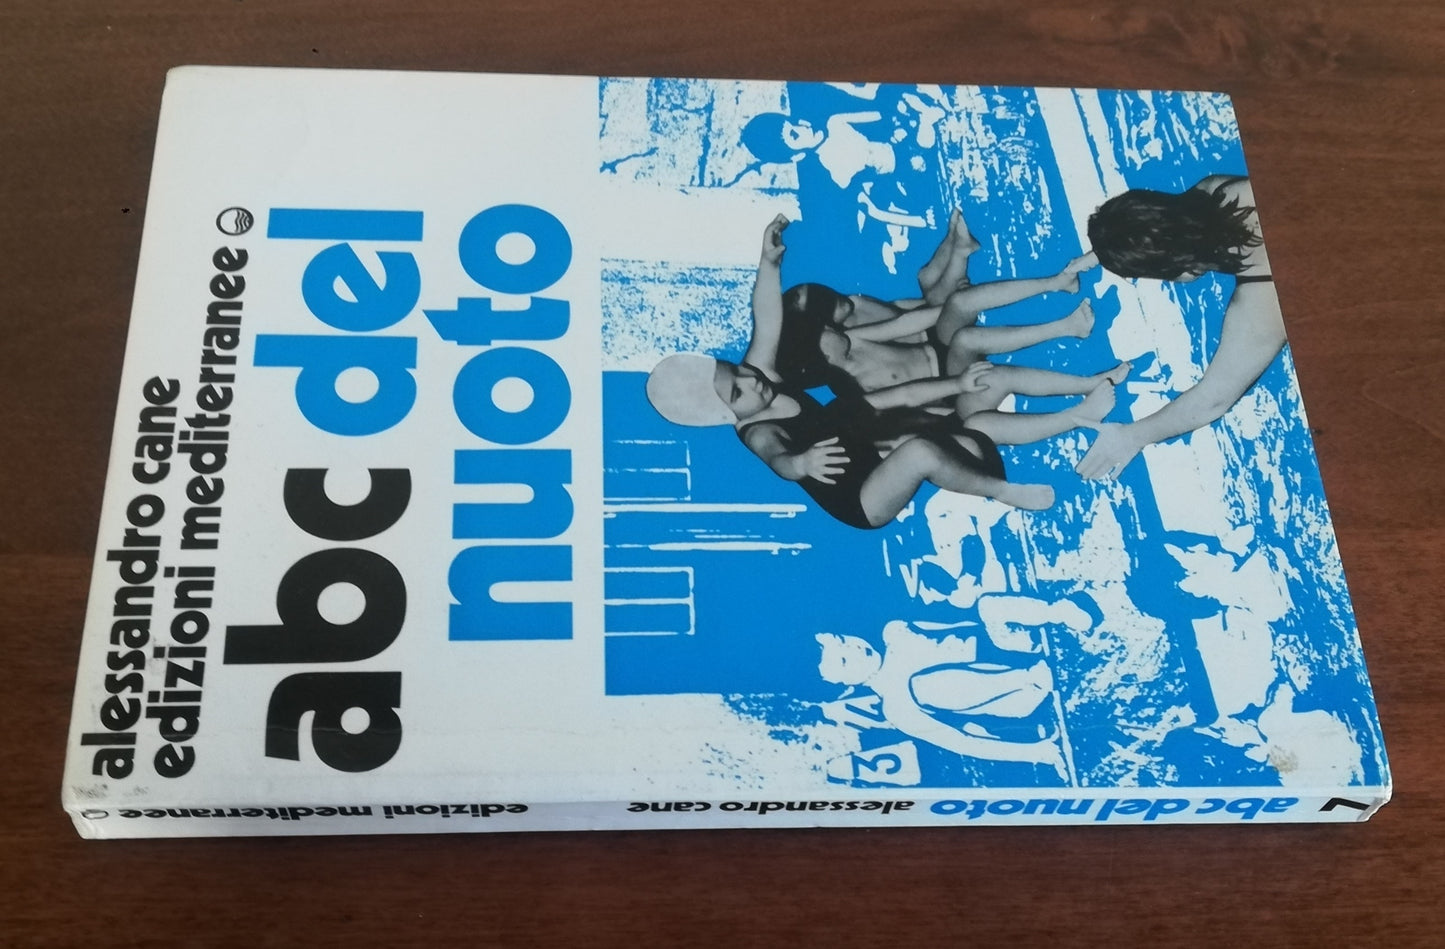 alessandro cane
edizioni mediterranee
abc del
nuoto
3
7 abc del nuoto alessandro cane edizioni mediterranee